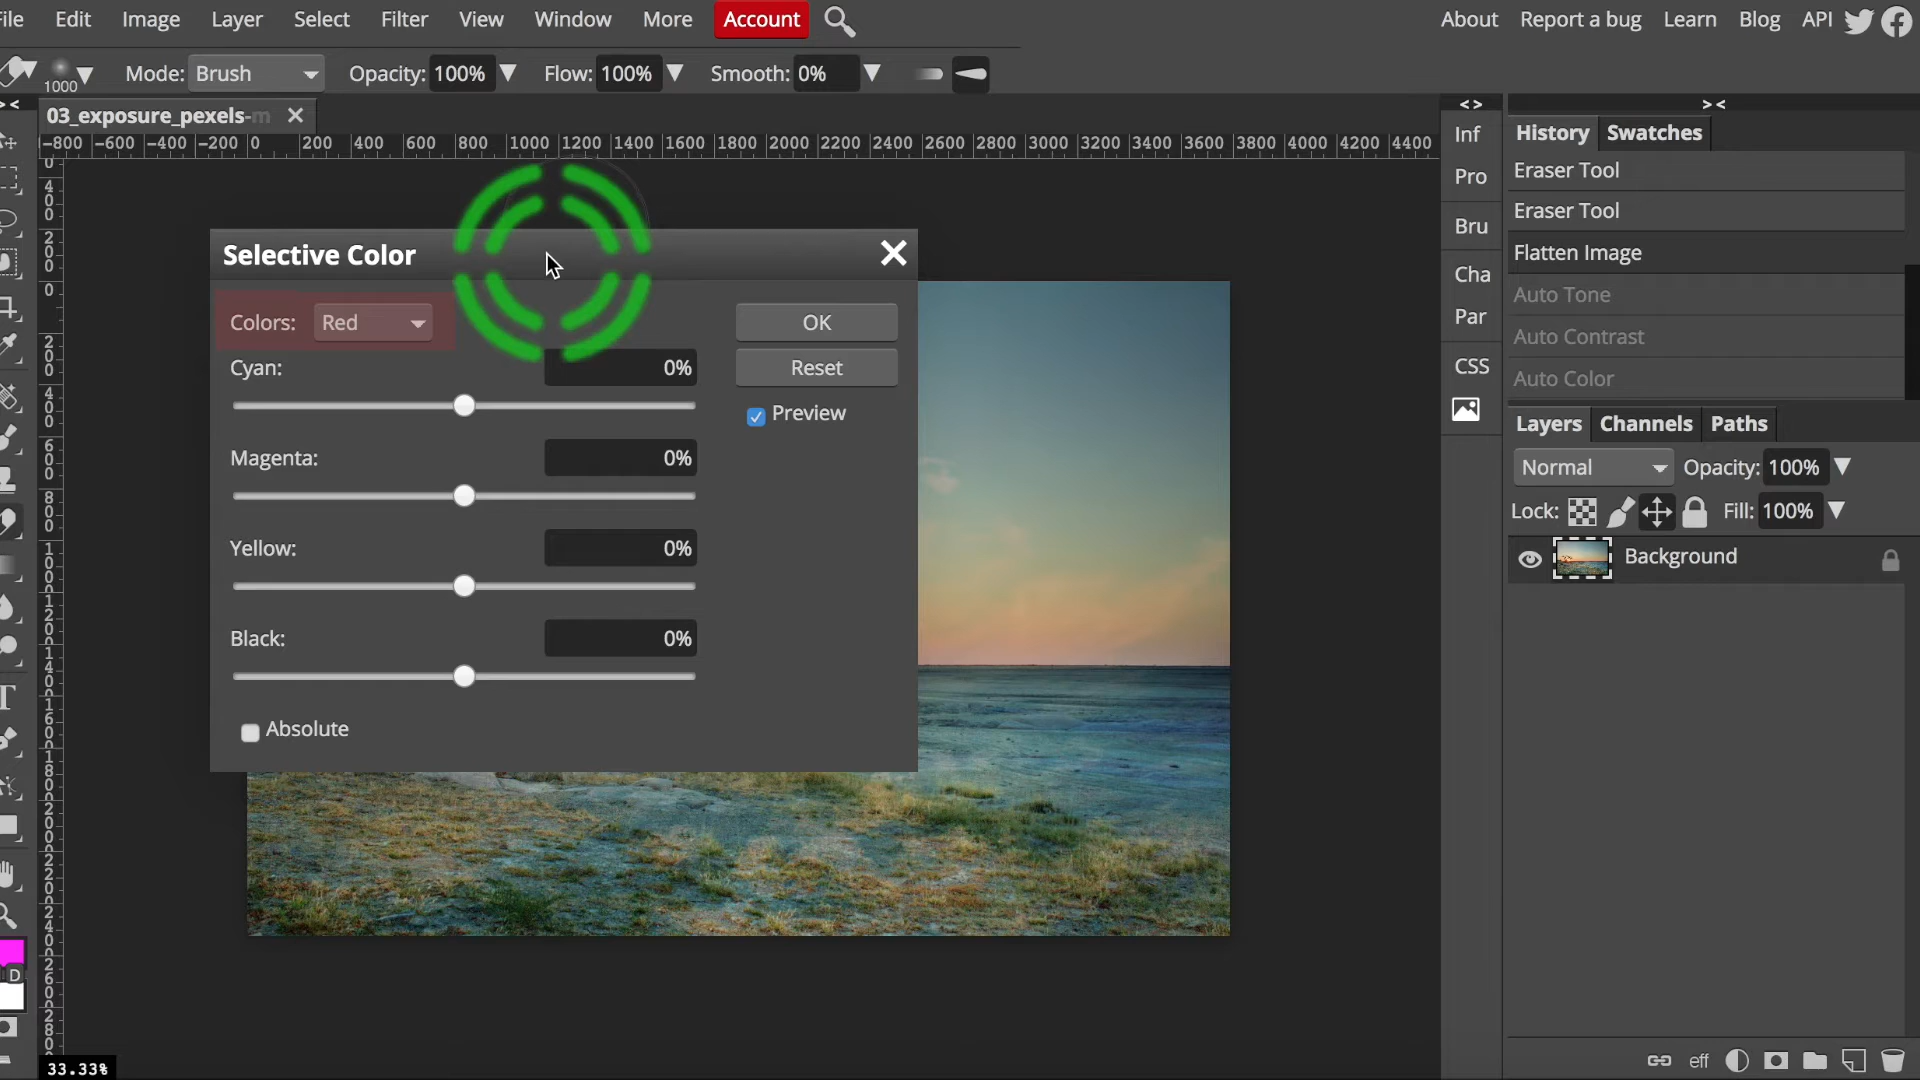 File Edit Image Layer Select Filter View Window More Account About Report a bug Learn Blog API
1000 Mode: Brush Opacity: 100% Flow: 100% Smooth: 0%
> < 03_exposure_pexels-m < > > <
-800 -600 -400 -200 0 200 400 600 800 1000 1200 1400 1600 1800 2000 2200 2400 2600 2800 3000 3200 3400 3600 3800 4000 4200 4400
Inf
Pro
Bru
Cha
Par
CSS
History Swatches
Eraser Tool
Eraser Tool
Flatten Image
Auto Tone
Auto Contrast
Auto Color
Selective Color
Colors: Red OK
Cyan: 0% Reset
Preview
Magenta: 0%
Yellow: 0%
Black: 0%
Absolute
Layers Channels Paths
Normal Opacity: 100%
Lock: Fill: 100%
Background
D
eff
33.33%